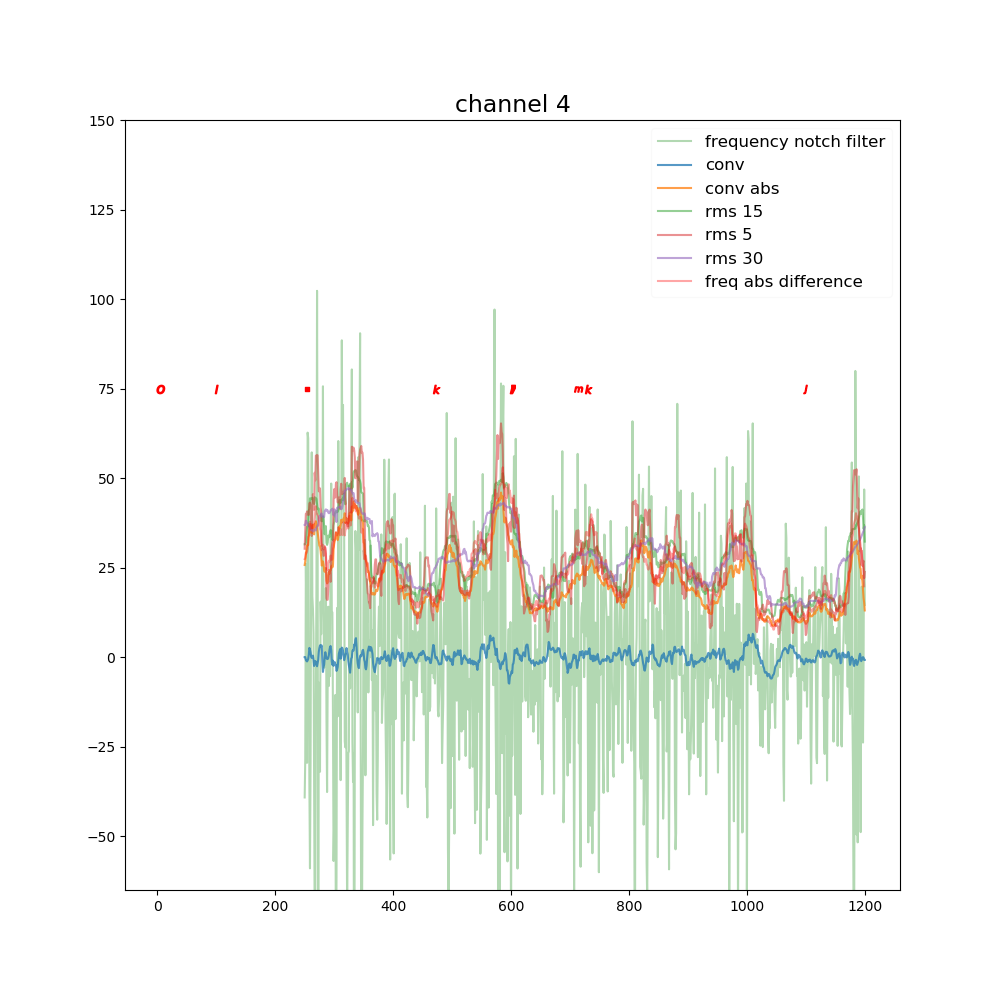 channel 4
150
125
100
75
50
25
0
−25
−50
frequency notch filter
conv
conv abs
rms 15
rms 5
rms 30
freq abs difference
O l k m k J
0 200 400 600 800 1000 1200